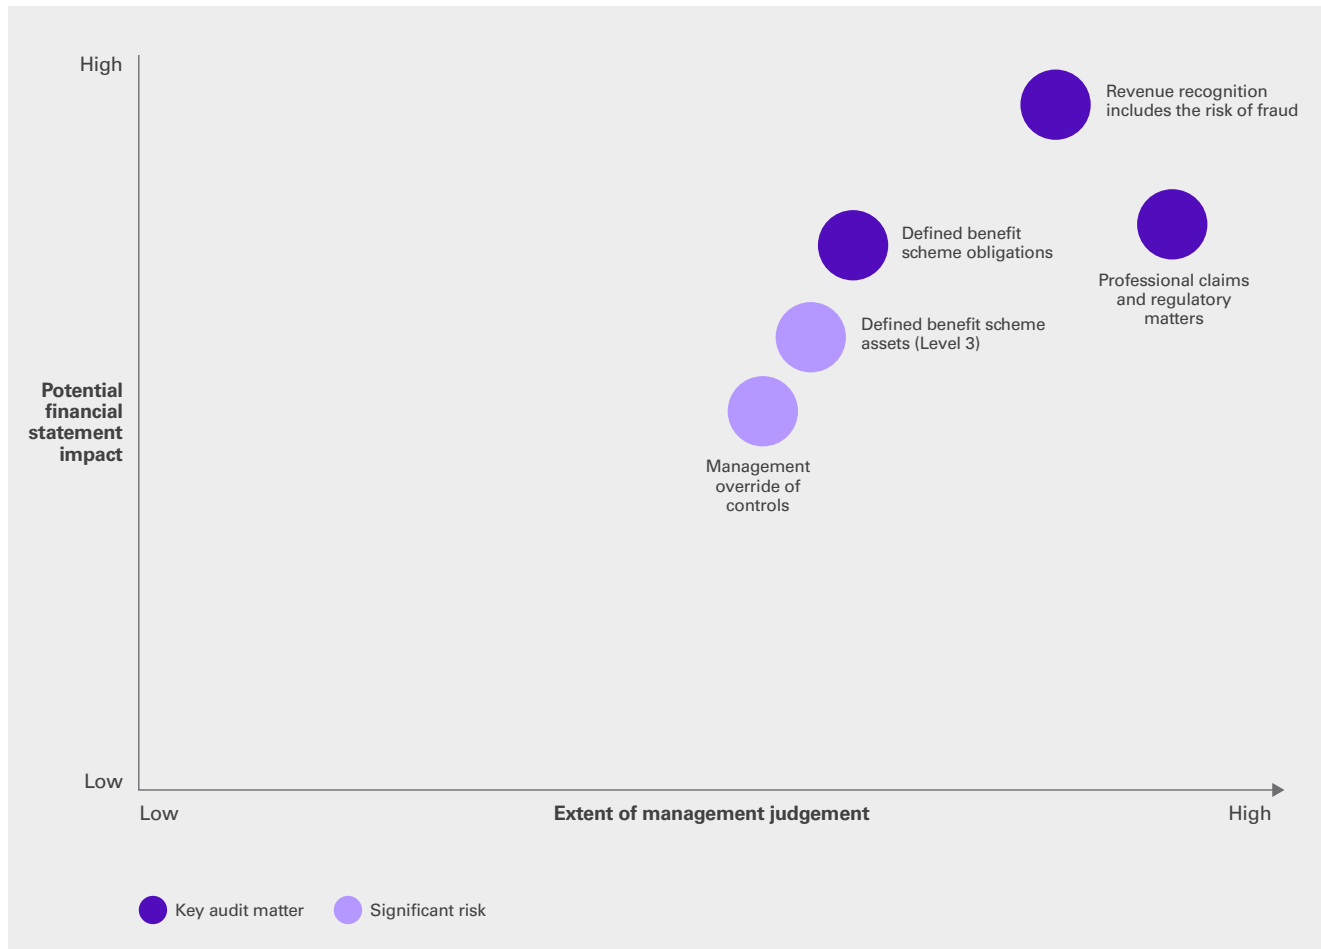 High
Revenue recognition
includes the risk of fraud
Defined benefit
scheme obligations
Professional claims
and regulatory
matters
Defined benefit scheme
assets (Level 3)
Potential
financial
statement
impact
Management
override of
controls
Low
Low
Extent of management judgement
High
Key audit matter
Significant risk